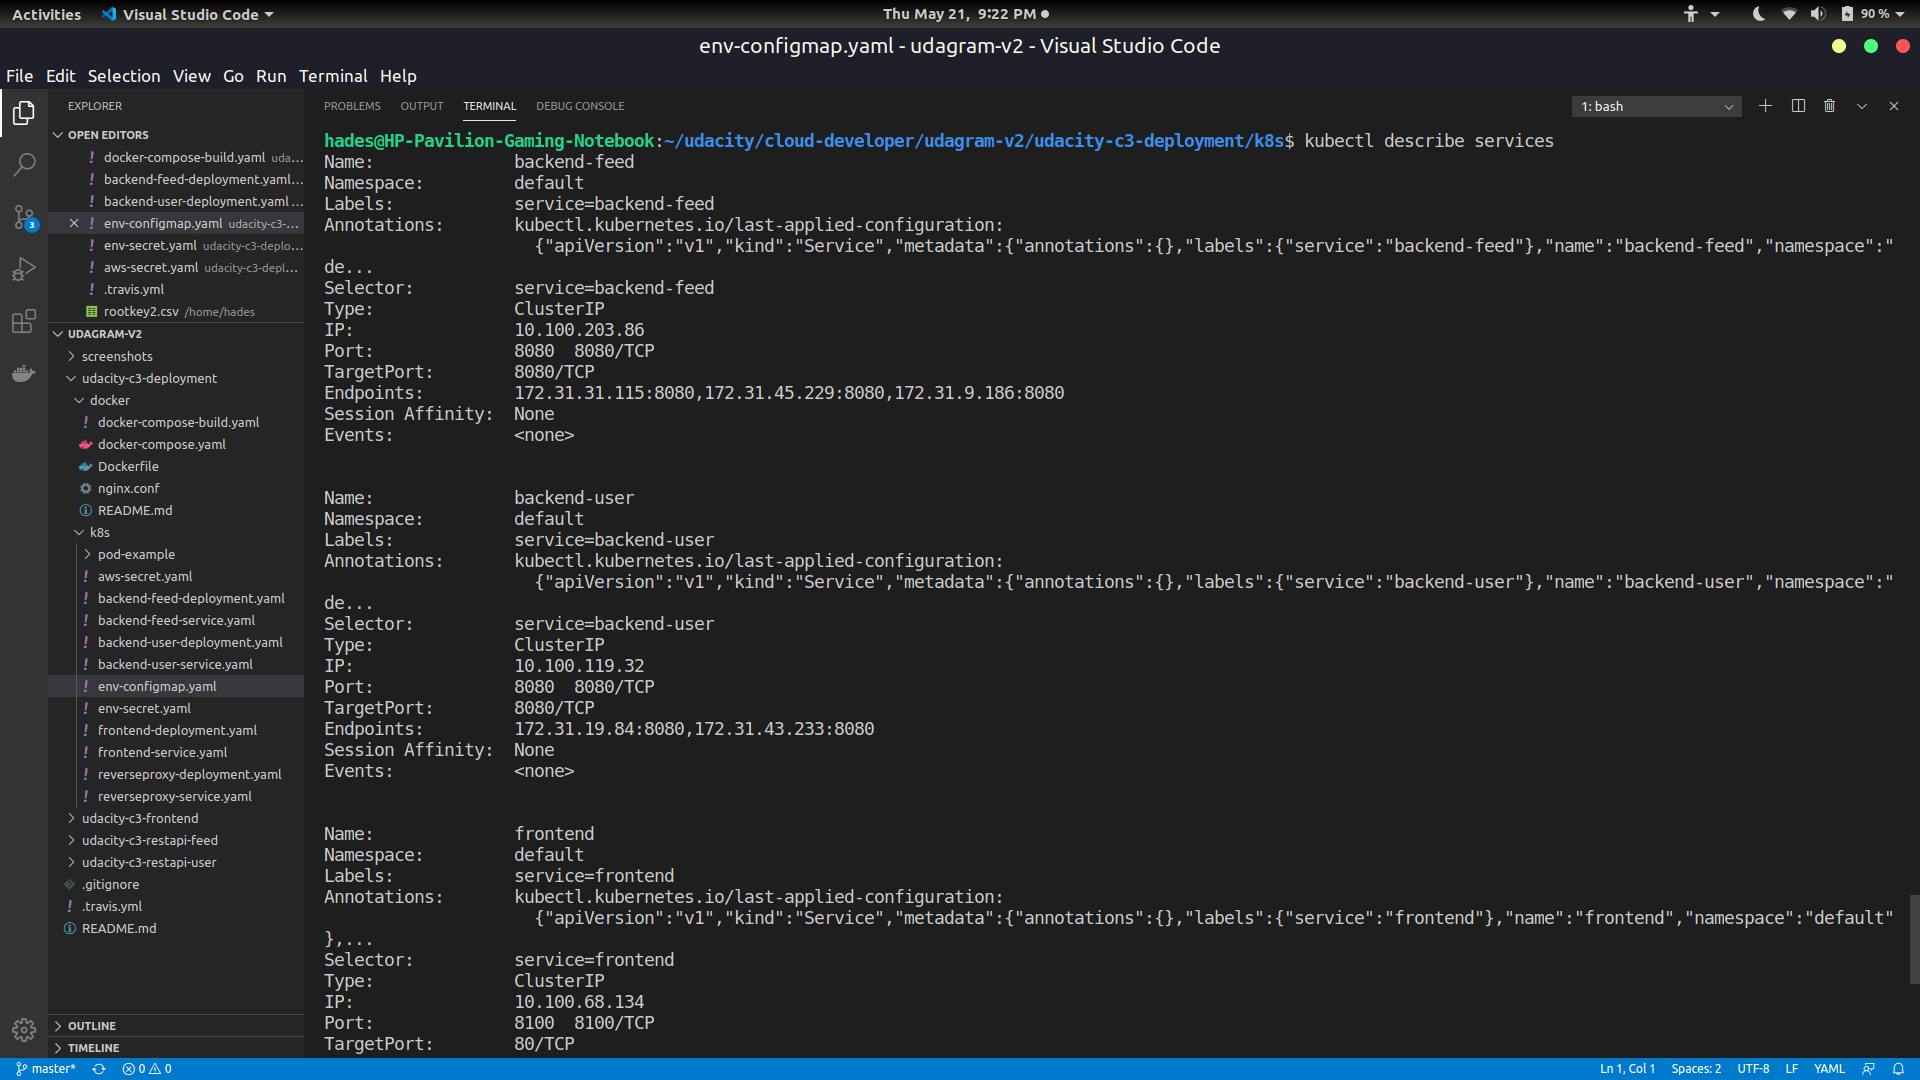 Activities Visual Studio Code Thu May 21, 9:22 PM 90 %
env-configmap.yaml - udagram-v2 - Visual Studio Code
File Edit Selection View Go Run Terminal Help
EXPLORER
OPEN EDITORS
docker-compose-build.yaml uda...
backend-feed-deployment.yaml...
backend-user-deployment.yaml ...
env-configmap.yaml udacity-c3-...
env-secret.yaml udacity-c3-deplo...
aws-secret.yaml udacity-c3-depl...
.travis.yml
rootkey2.csv /home/hades
UDAGRAM-V2
screenshots
udacity-c3-deployment
docker
docker-compose-build.yaml
docker-compose.yaml
Dockerfile
nginx.conf
README.md
k8s
pod-example
aws-secret.yaml
backend-feed-deployment.yaml
backend-feed-service.yaml
backend-user-deployment.yaml
backend-user-service.yaml
env-configmap.yaml
env-secret.yaml
frontend-deployment.yaml
frontend-service.yaml
reverseproxy-deployment.yaml
reverseproxy-service.yaml
udacity-c3-frontend
udacity-c3-restapi-feed
udacity-c3-restapi-user
.gitignore
.travis.yml
README.md
OUTLINE
TIMELINE
3
PROBLEMS OUTPUT TERMINAL DEBUG CONSOLE 1: bash
hades@HP-Pavilion-Gaming-Notebook:~/udacity/cloud-developer/udagram-v2/udacity-c3-deployment/k8s$ kubectl describe services
Name: backend-feed
Namespace: default
Labels: service=backend-feed
Annotations: kubectl.kubernetes.io/last-applied-configuration:
{"apiVersion":"v1","kind":"Service","metadata":{"annotations":{},"labels":{"service":"backend-feed"},"name":"backend-feed","namespace":"
de...
Selector: service=backend-feed
Type: ClusterIP
IP: 10.100.203.86
Port: 8080 8080/TCP
TargetPort: 8080/TCP
Endpoints: 172.31.31.115:8080,172.31.45.229:8080,172.31.9.186:8080
Session Affinity: None
Events: <none>
Name: backend-user
Namespace: default
Labels: service=backend-user
Annotations: kubectl.kubernetes.io/last-applied-configuration:
{"apiVersion":"v1","kind":"Service","metadata":{"annotations":{},"labels":{"service":"backend-user"},"name":"backend-user","namespace":"
de...
Selector: service=backend-user
Type: ClusterIP
IP: 10.100.119.32
Port: 8080 8080/TCP
TargetPort: 8080/TCP
Endpoints: 172.31.19.84:8080,172.31.43.233:8080
Session Affinity: None
Events: <none>
Name: frontend
Namespace: default
Labels: service=frontend
Annotations: kubectl.kubernetes.io/last-applied-configuration:
{"apiVersion":"v1","kind":"Service","metadata":{"annotations":{},"labels":{"service":"frontend"},"name":"frontend","namespace":"default"
},...
Selector: service=frontend
Type: ClusterIP
IP: 10.100.68.134
Port: 8100 8100/TCP
TargetPort: 80/TCP
master* 0 0 Ln 1, Col 1 Spaces: 2 UTF-8 LF YAML